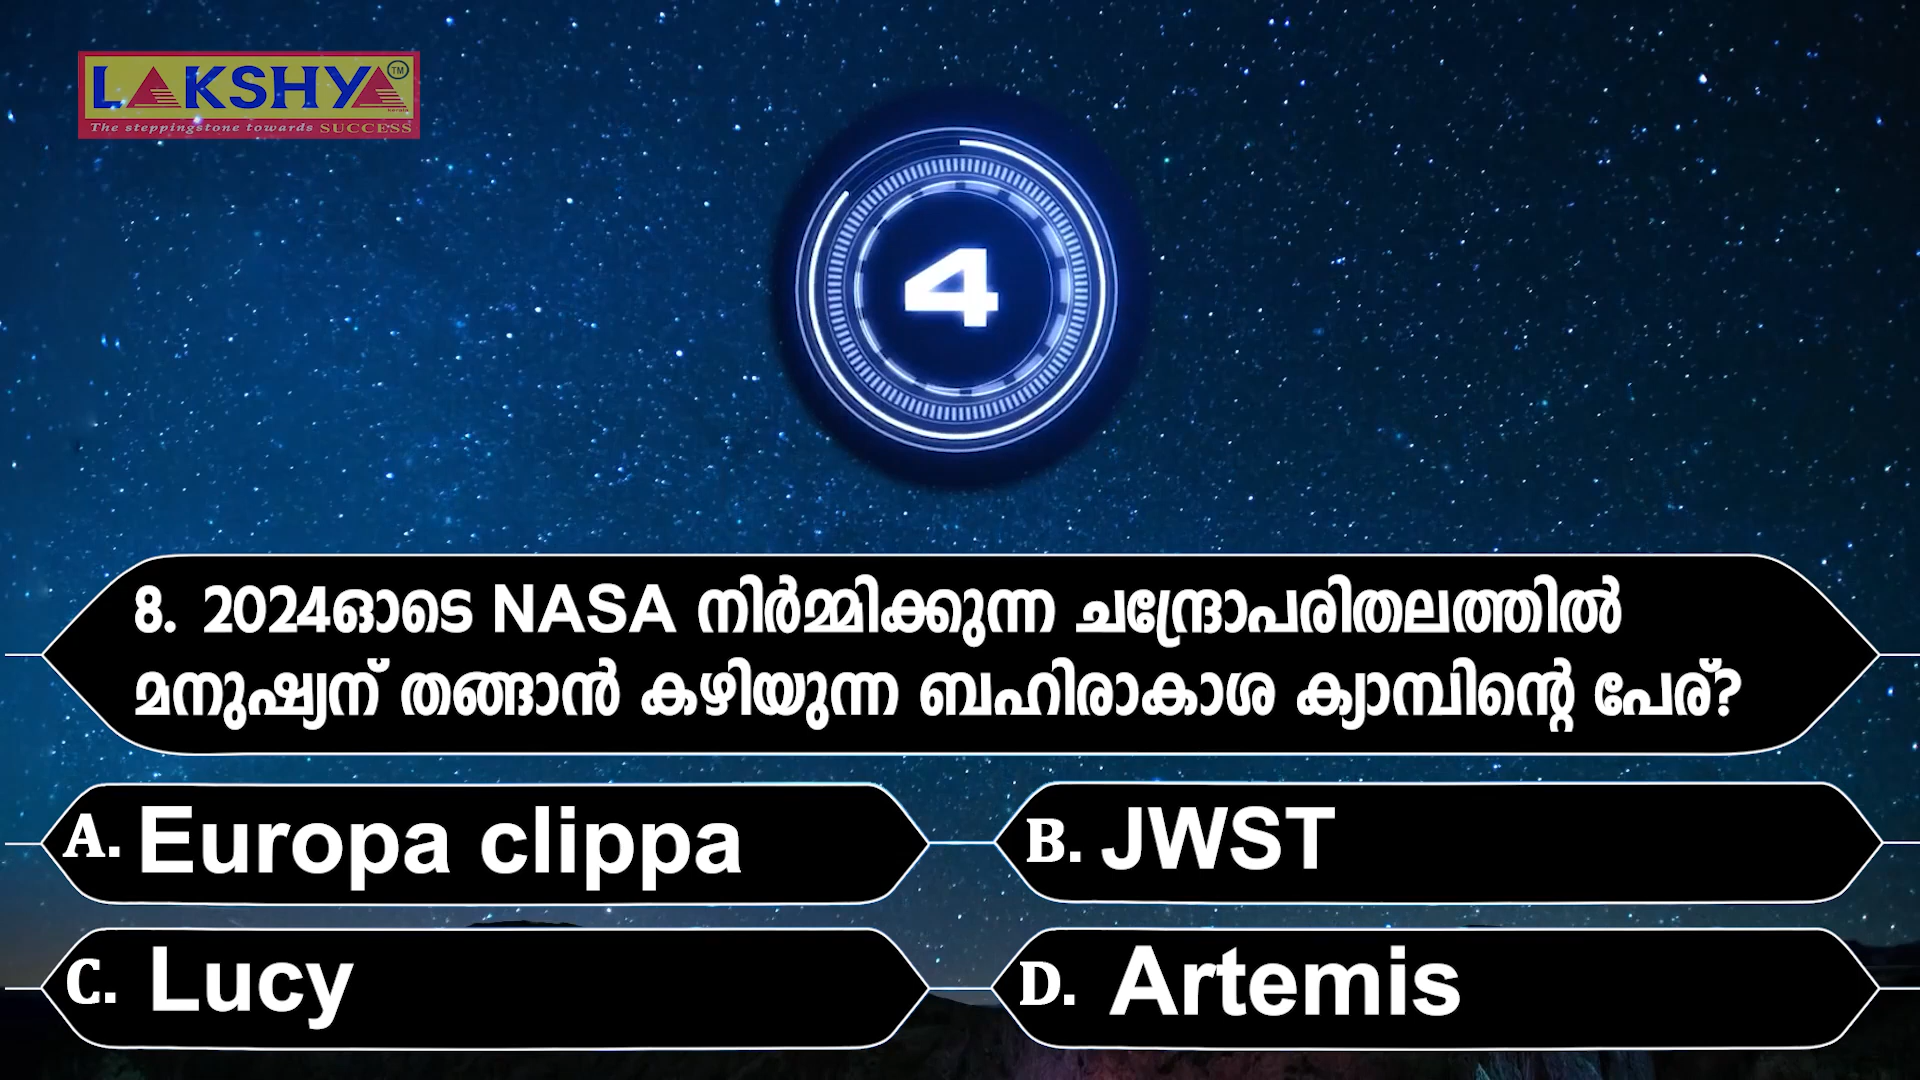 LAKSHYA TM
The steppingstone towards SUCCESS
4
8. 2024ഓടെ NASA നിർമ്മിക്കുന്ന ചന്ദ്രോപരിതലത്തിൽ
മനുഷ്യന് തങ്ങാൻ കഴിയുന്ന ബഹിരാകാശ ക്യാമ്പിന്റെ പേര്?
A. Europa clippa
B. JWST
C. Lucy
D. Artemis